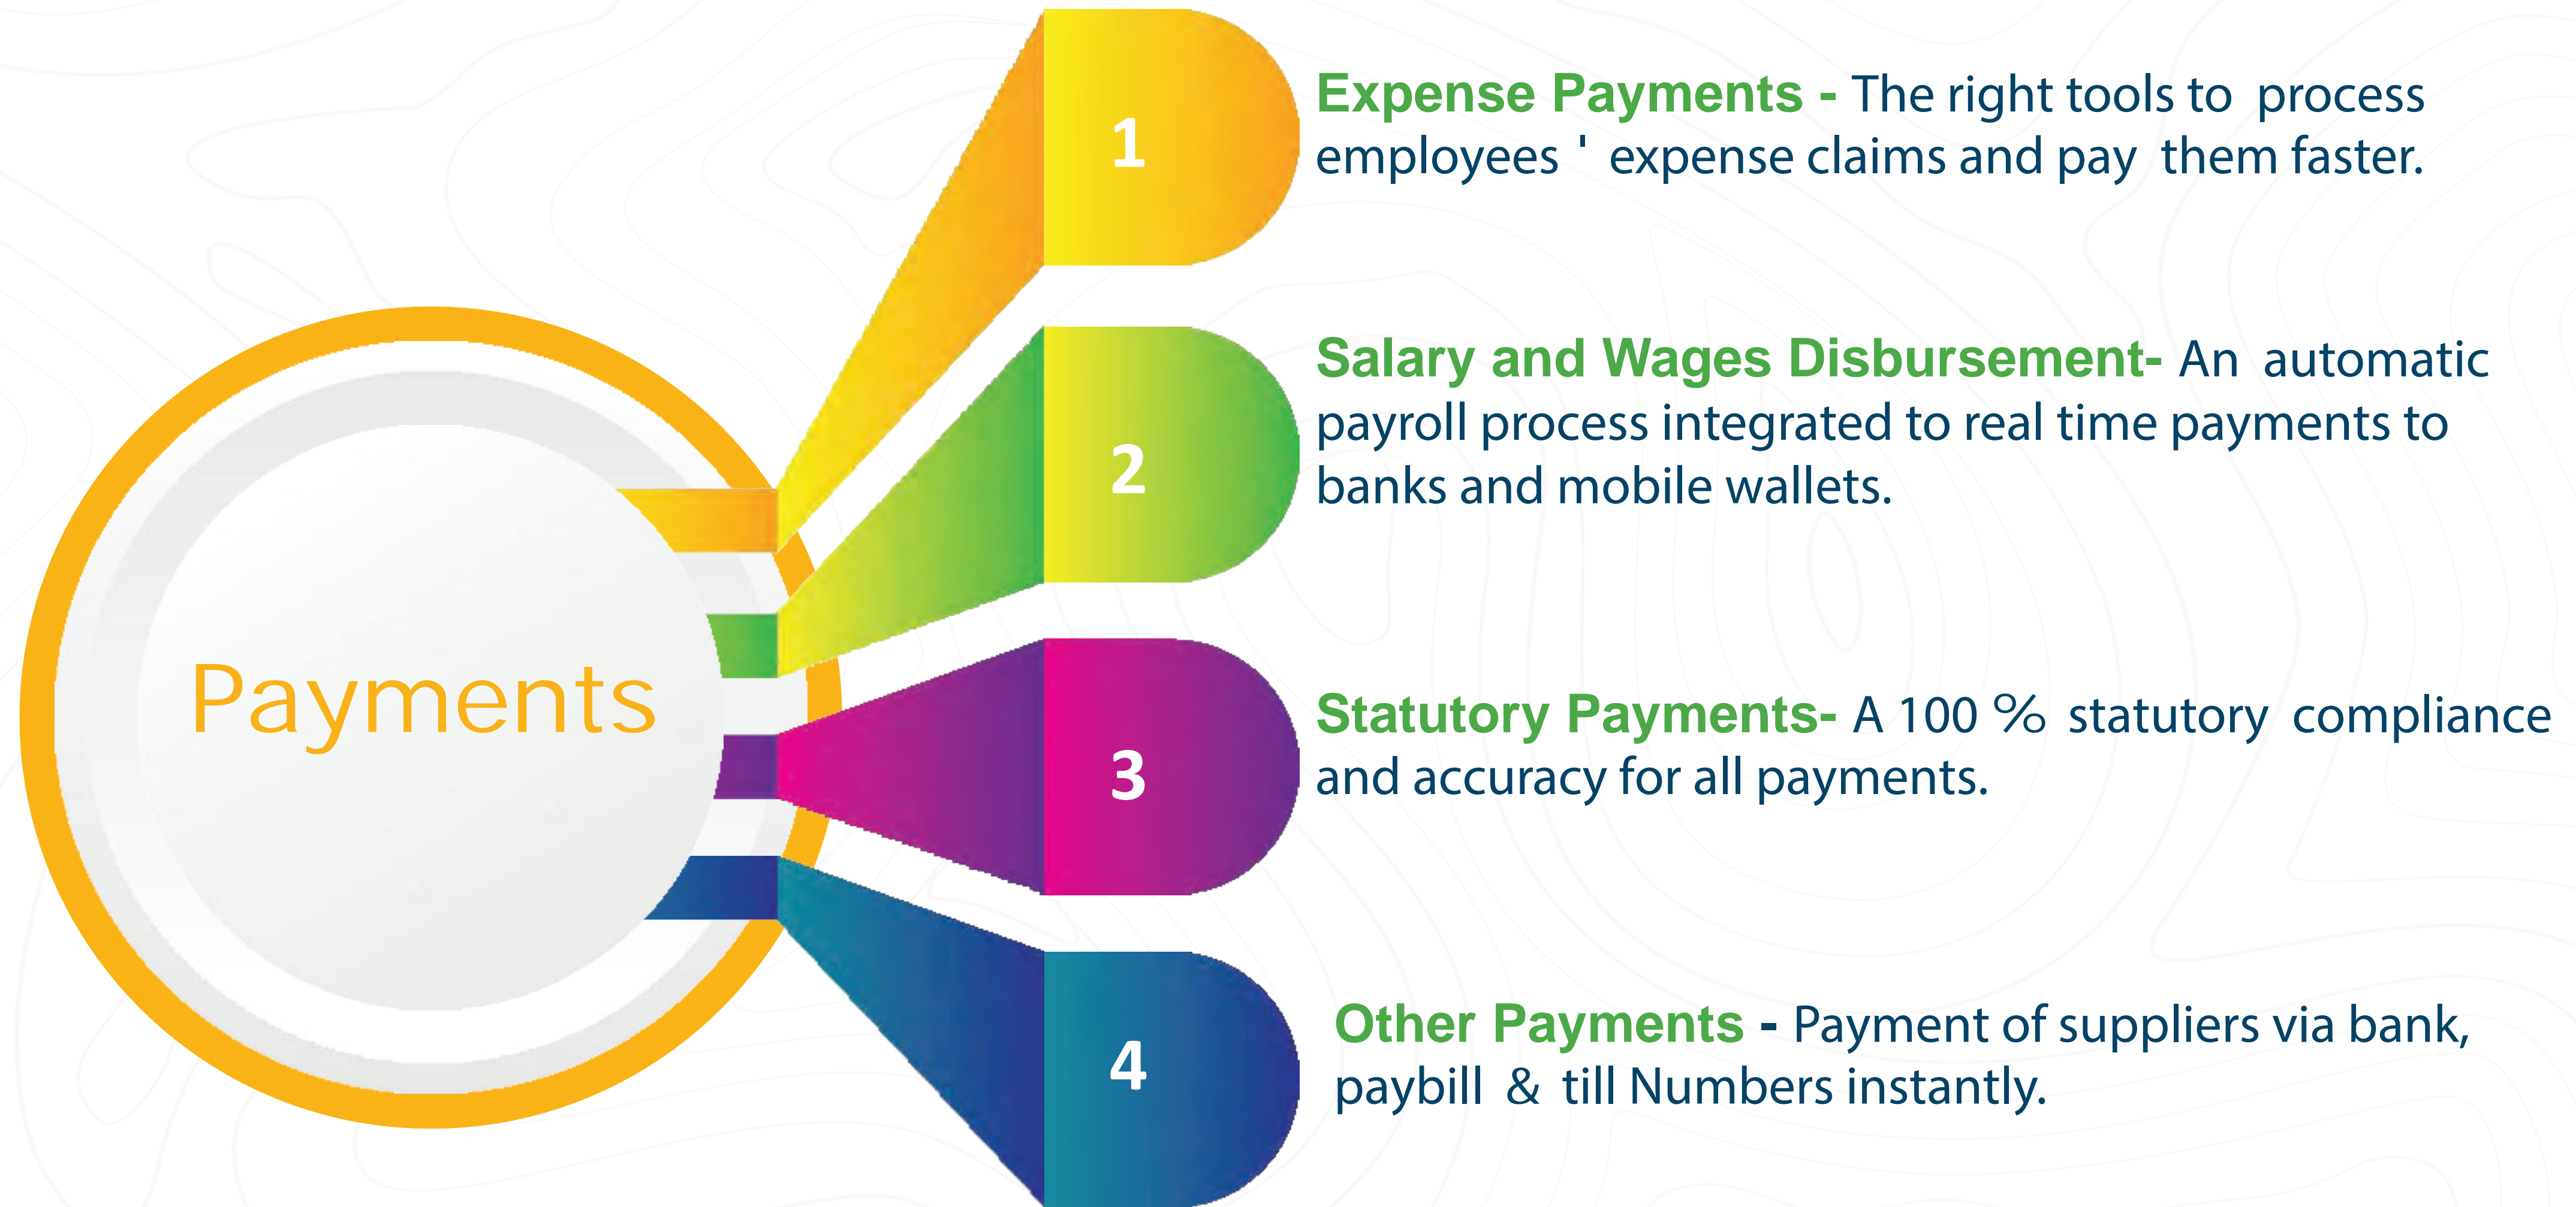 Payments
1
Expense Payments - The right tools to process
employees ' expense claims and pay them faster.
2
Salary and Wages Disbursement- An automatic
payroll process integrated to real time payments to
banks and mobile wallets.
3
Statutory Payments- A 100 % statutory compliance
and accuracy for all payments.
4
Other Payments - Payment of suppliers via bank,
paybill & till Numbers instantly.